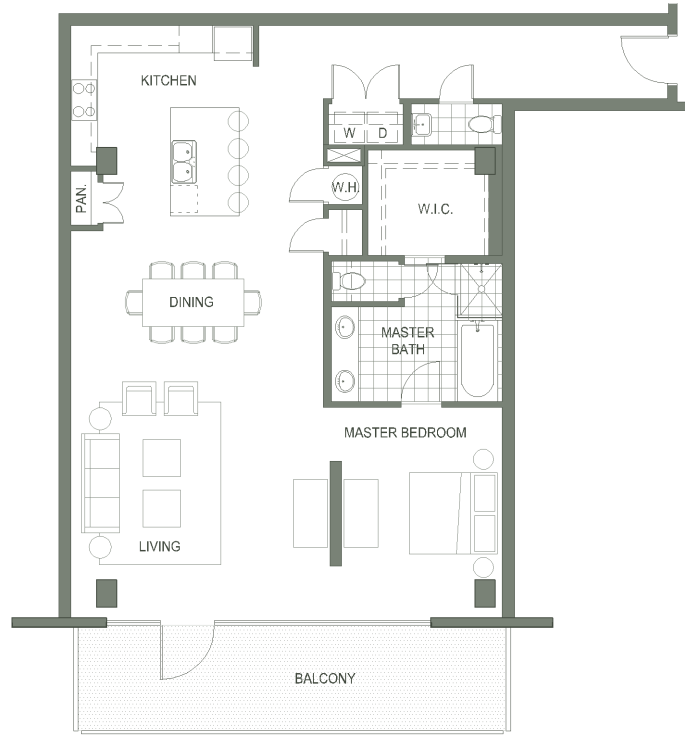 KITCHEN
W D
PAN.
W.H.
W.I.C.
DINING
MASTER
BATH
MASTER BEDROOM
LIVING
BALCONY